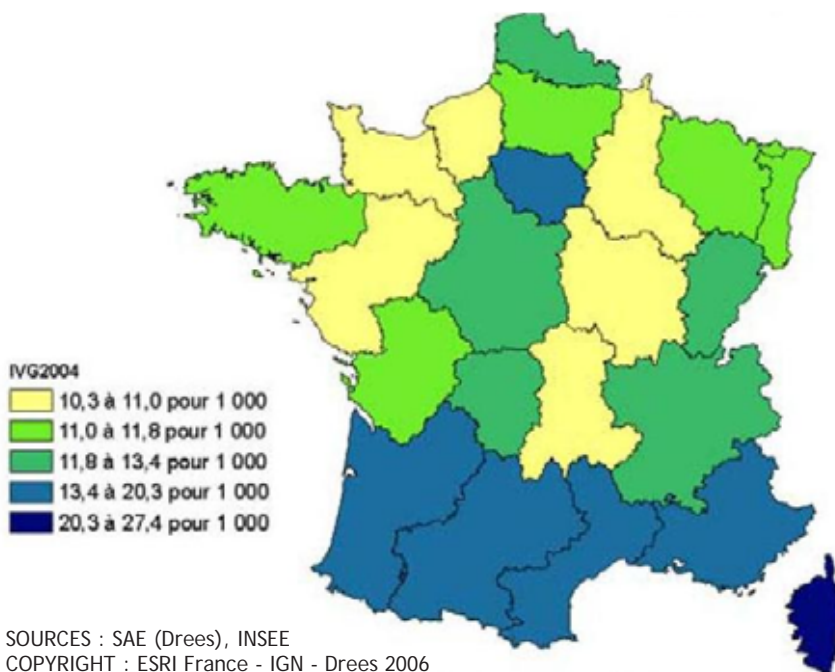 IVG2004
10,3 à 11,0 pour 1 000
11,0 à 11,8 pour 1 000
11,8 à 13,4 pour 1 000
13,4 à 20,3 pour 1 000
20,3 à 27,4 pour 1 000
SOURCES : SAE (Drees), INSEE
COPYRIGHT : ESRI France - IGN - Drees 2006